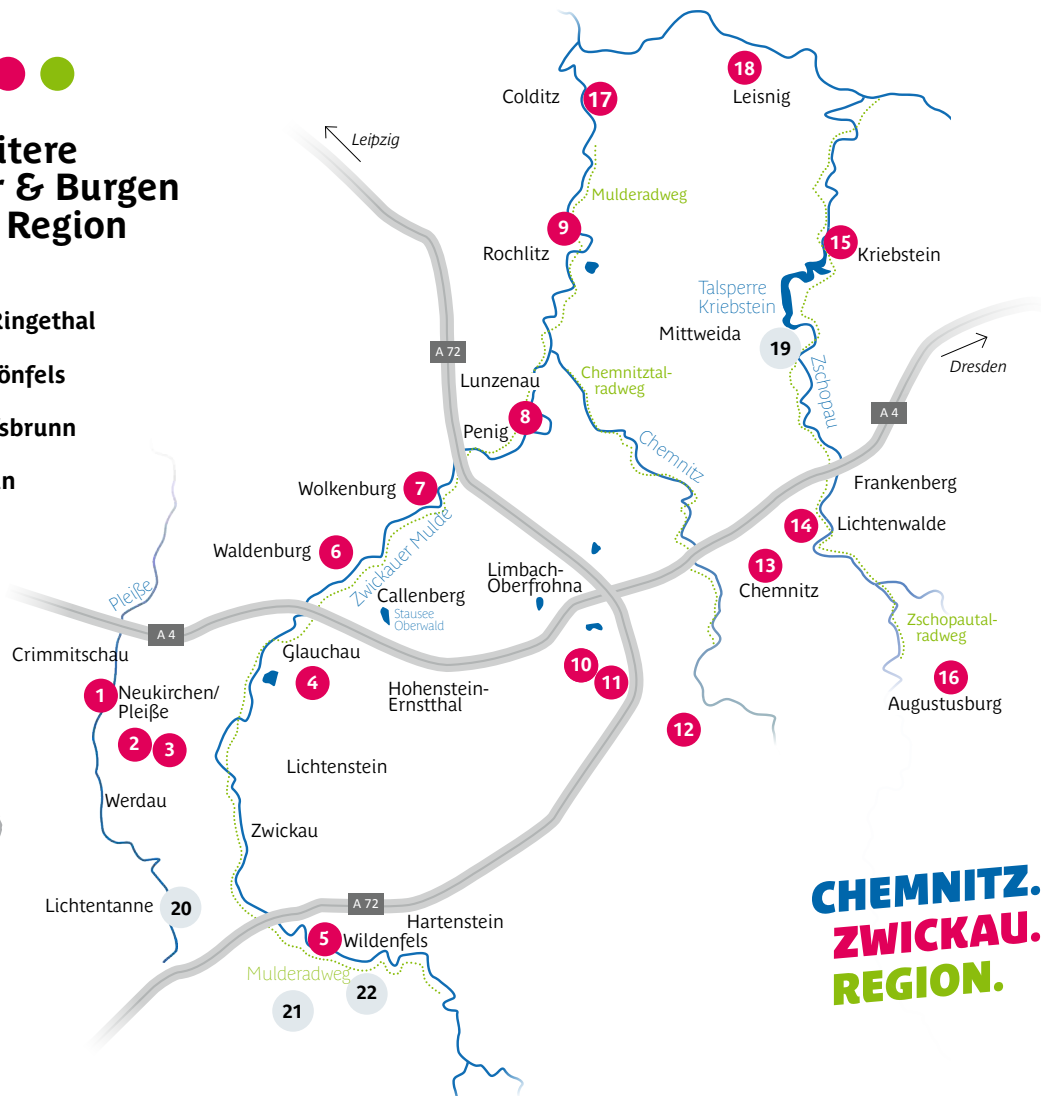 itere
& Burgen
Region
Ringethal
önfels
sbrunn
n
Leipzig
Colditz
17
18
Leisnig
Mulderadweg
9
Rochlitz
15
Kriebstein
Talsperre
Kriebstein
Mittweida
19
Zschopau
Dresden
A 72
A 4
Lunzenau
Chemnitztal-
radweg
8
Penig
Chemnitz
Wolkenburg
7
Frankenberg
14
Lichtenwalde
Waldenburg
6
Zwickauer Mulde
13
Chemnitz
Limbach-
Oberfrohna
Callenberg
Stausee
Oberwald
Pleiße
A 4
Zschopautal-
radweg
Crimmitschau
Glauchau
4
10
11
16
Augustusburg
1
Neukirchen/
Pleiße
Hohenstein-
Ernstthal
2
3
12
Lichtenstein
Werdau
Zwickau
Lichtentanne
20
A 72
Hartenstein
5
Wildenfels
Mulderadweg
22
21
CHEMNITZ.
ZWICKAU.
REGION.